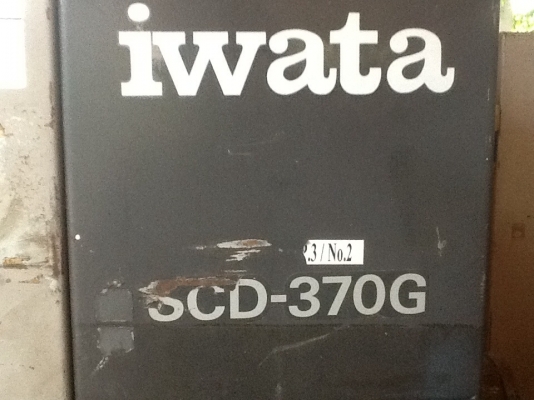 iwata
P.3 / No.2
SCD-370G